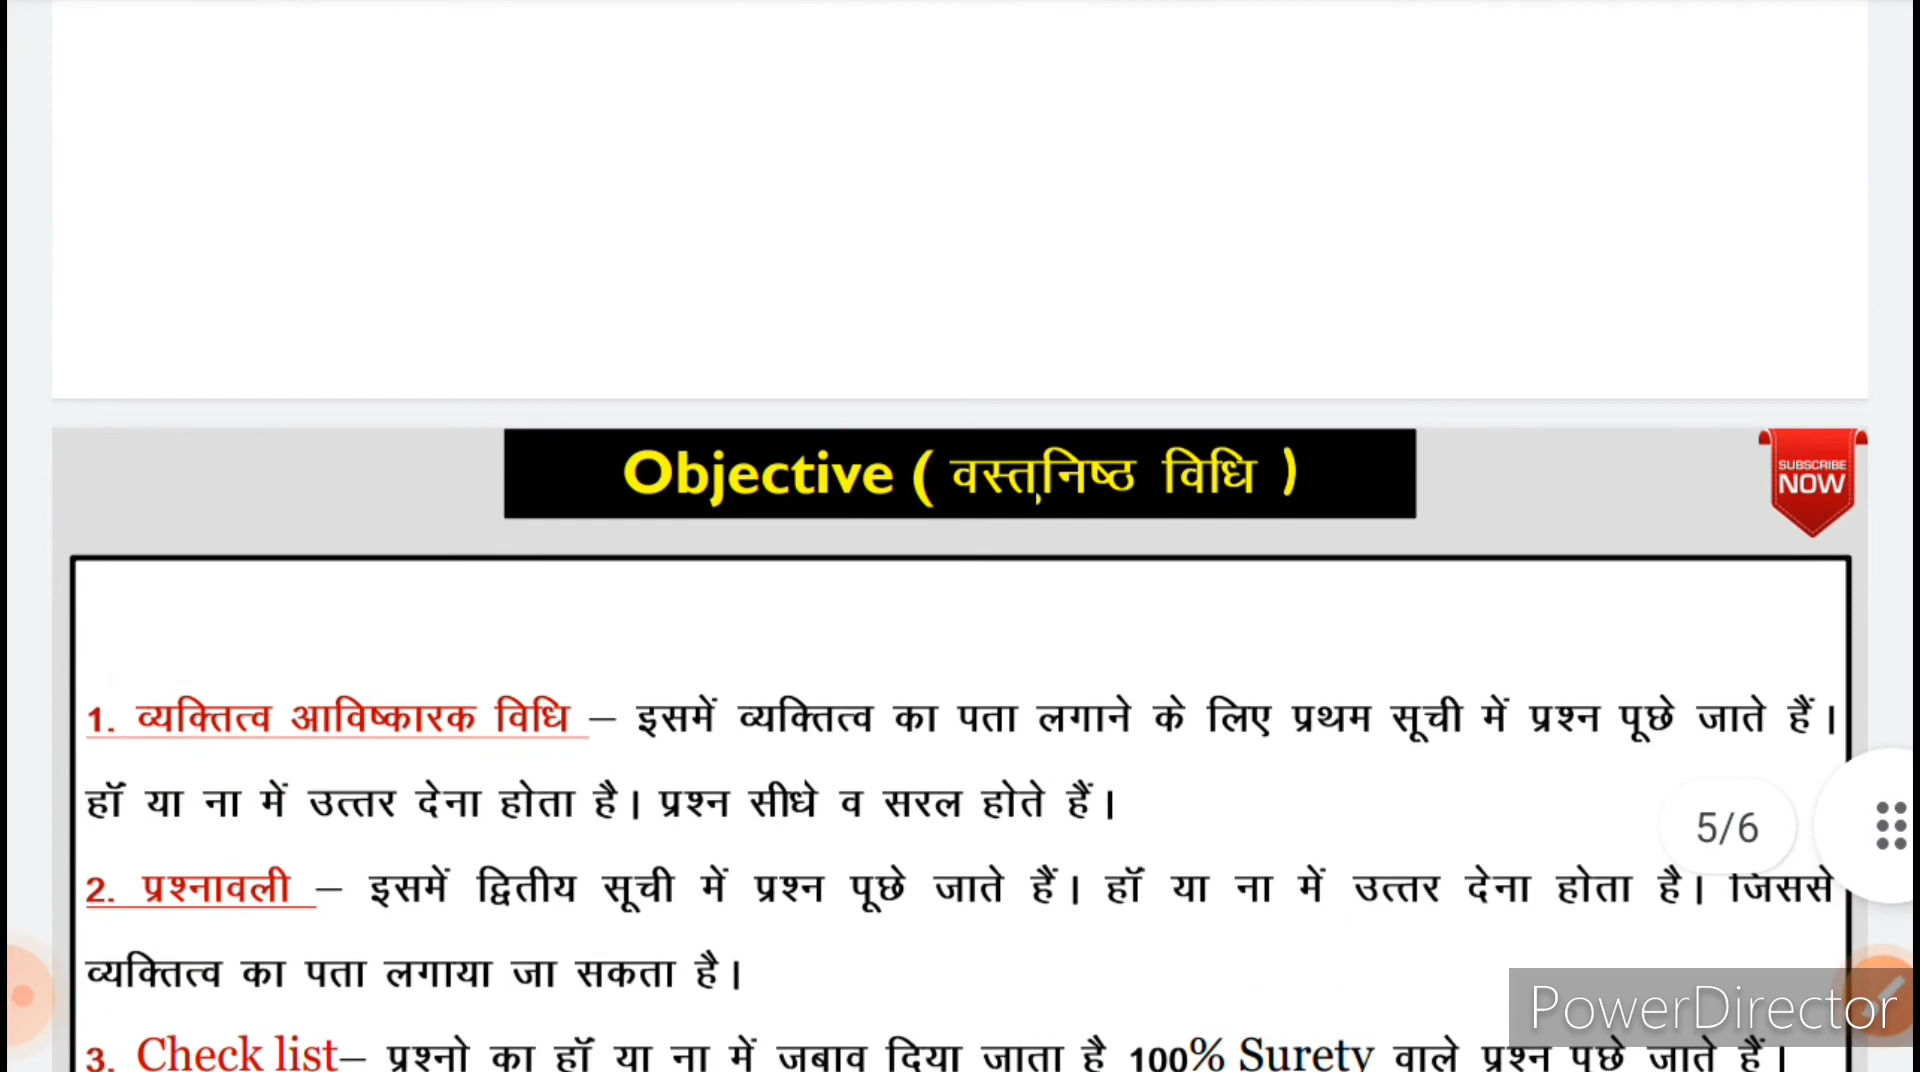 Objective ( वस्तुनिष्ठ विधि )
SUBSCRIBE
NOW
1. व्यक्तित्व आविष्कारक विधि – इसमें व्यक्तित्व का पता लगाने के लिए प्रथम सूची में प्रश्न पूछे जाते हैं।
हॉं या ना में उत्तर देना होता है। प्रश्न सीधे व सरल होते हैं।
5/6
2. प्रश्नावली – इसमें द्वितीय सूची में प्रश्न पूछे जाते हैं। हॉं या ना में उत्तर देना होता है। जिससे
व्यक्तित्व का पता लगाया जा सकता है।
PowerDirector
3. Check list– प्रश्नो का हॉं या ना में जबाव दिया जाता है 100% Surety वाले प्रश्न पूछे जाते हैं।